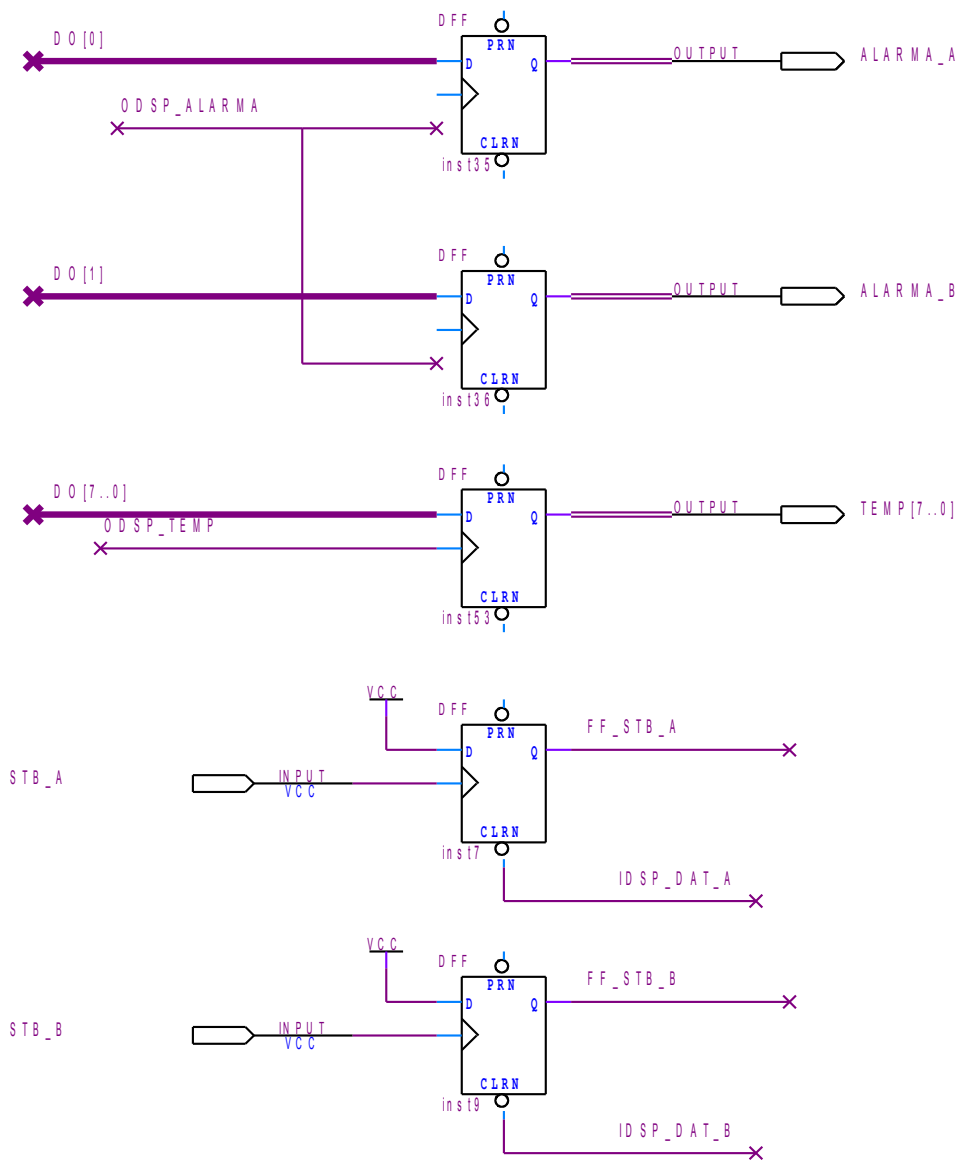 DFF
DO[0]
PRN
D Q
OUTPUT
ALARMA_A
ODSP_ALARMA
CLRN
inst35
DFF
DO[1]
PRN
D Q
OUTPUT
ALARMA_B
CLRN
inst36
DFF
DO[7..0]
PRN
D Q
OUTPUT
TEMP[7..0]
ODSP_TEMP
CLRN
inst53
VCC
DFF
PRN
FF_STB_A
D Q
STB_A
INPUT
VCC
CLRN
inst7
IDSP_DAT_A
VCC
DFF
PRN
FF_STB_B
D Q
STB_B
INPUT
VCC
CLRN
inst9
IDSP_DAT_B